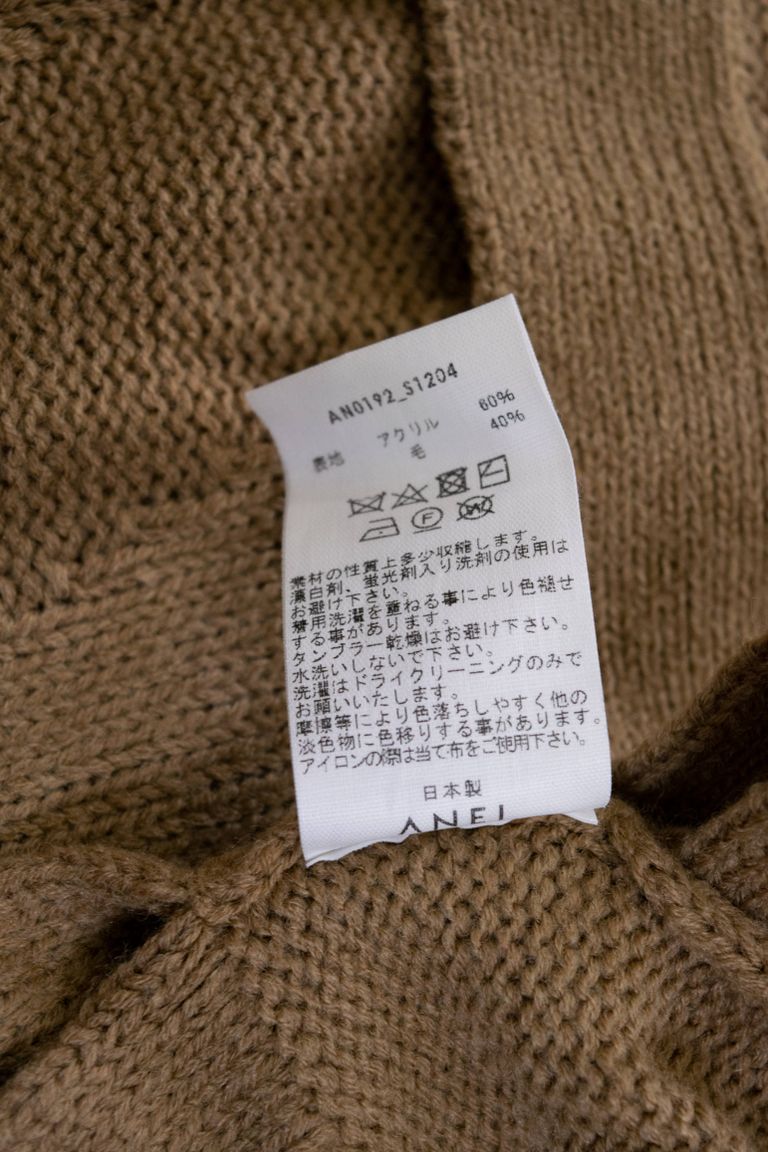 AN0192_S1204
表地 アクリル 60%
毛 40%
F
W
素材の性質上多少収縮します。
漂白剤、蛍光剤入り洗剤の使用は
お避け下さい。
着用洗濯を重ねる事により色褪せ
する事があります。
タンブラー乾燥はお避け下さい。
水洗いしないで下さい。
洗濯はドライクリーニングのみで
お願いいたします。
摩擦等により色落ちしやすく他の
淡色物に色移りする事があります。
アイロンの際は当て布をご使用下さい。
日本製